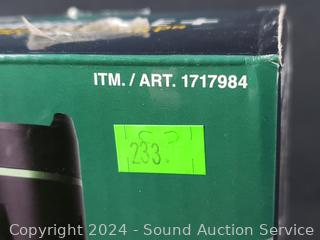 ITM. / ART. 1717984
233.
Copyright 2024 - Sound Auction Service